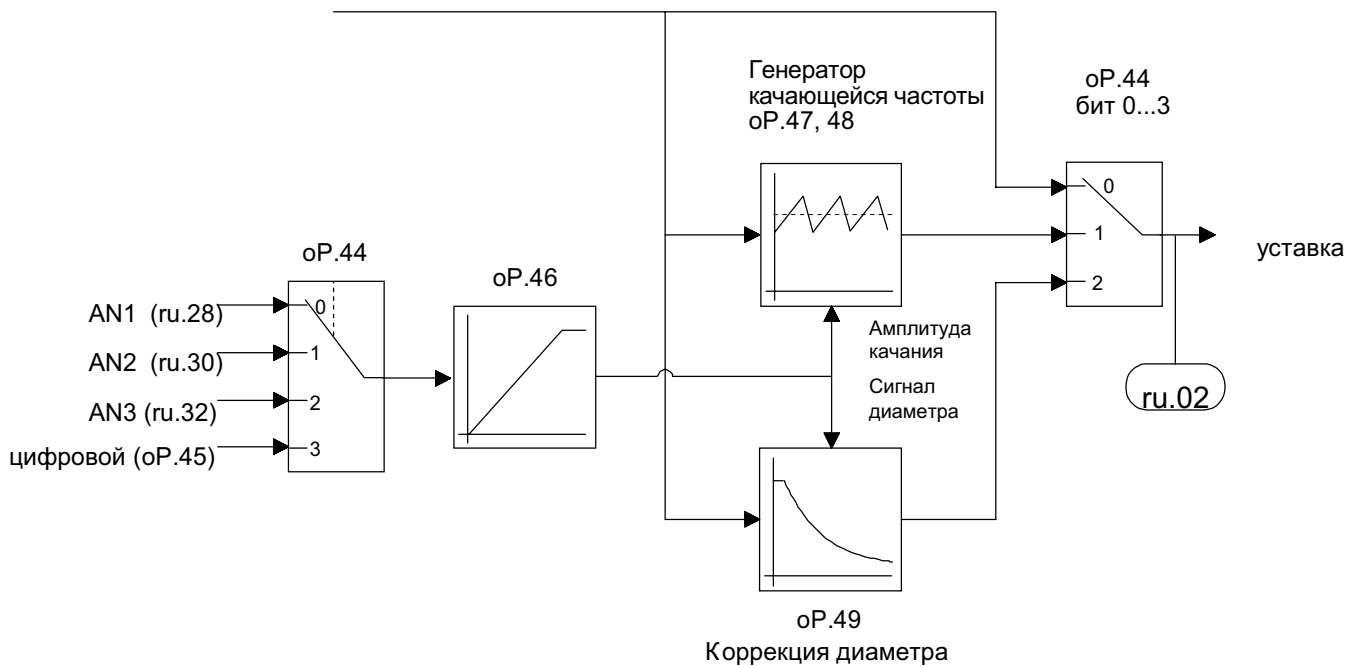 Генератор
качающейся частоты
oP.47, 48
oP.44
бит 0...3
0
1
2
уставка
ru.02
oP.44
AN1 (ru.28)
AN2 (ru.30)
AN3 (ru.32)
цифровой (oP.45)
0
1
2
3
oP.46
Амплитуда
качания
Сигнал
диаметра
oP.49
Коррекция диаметра